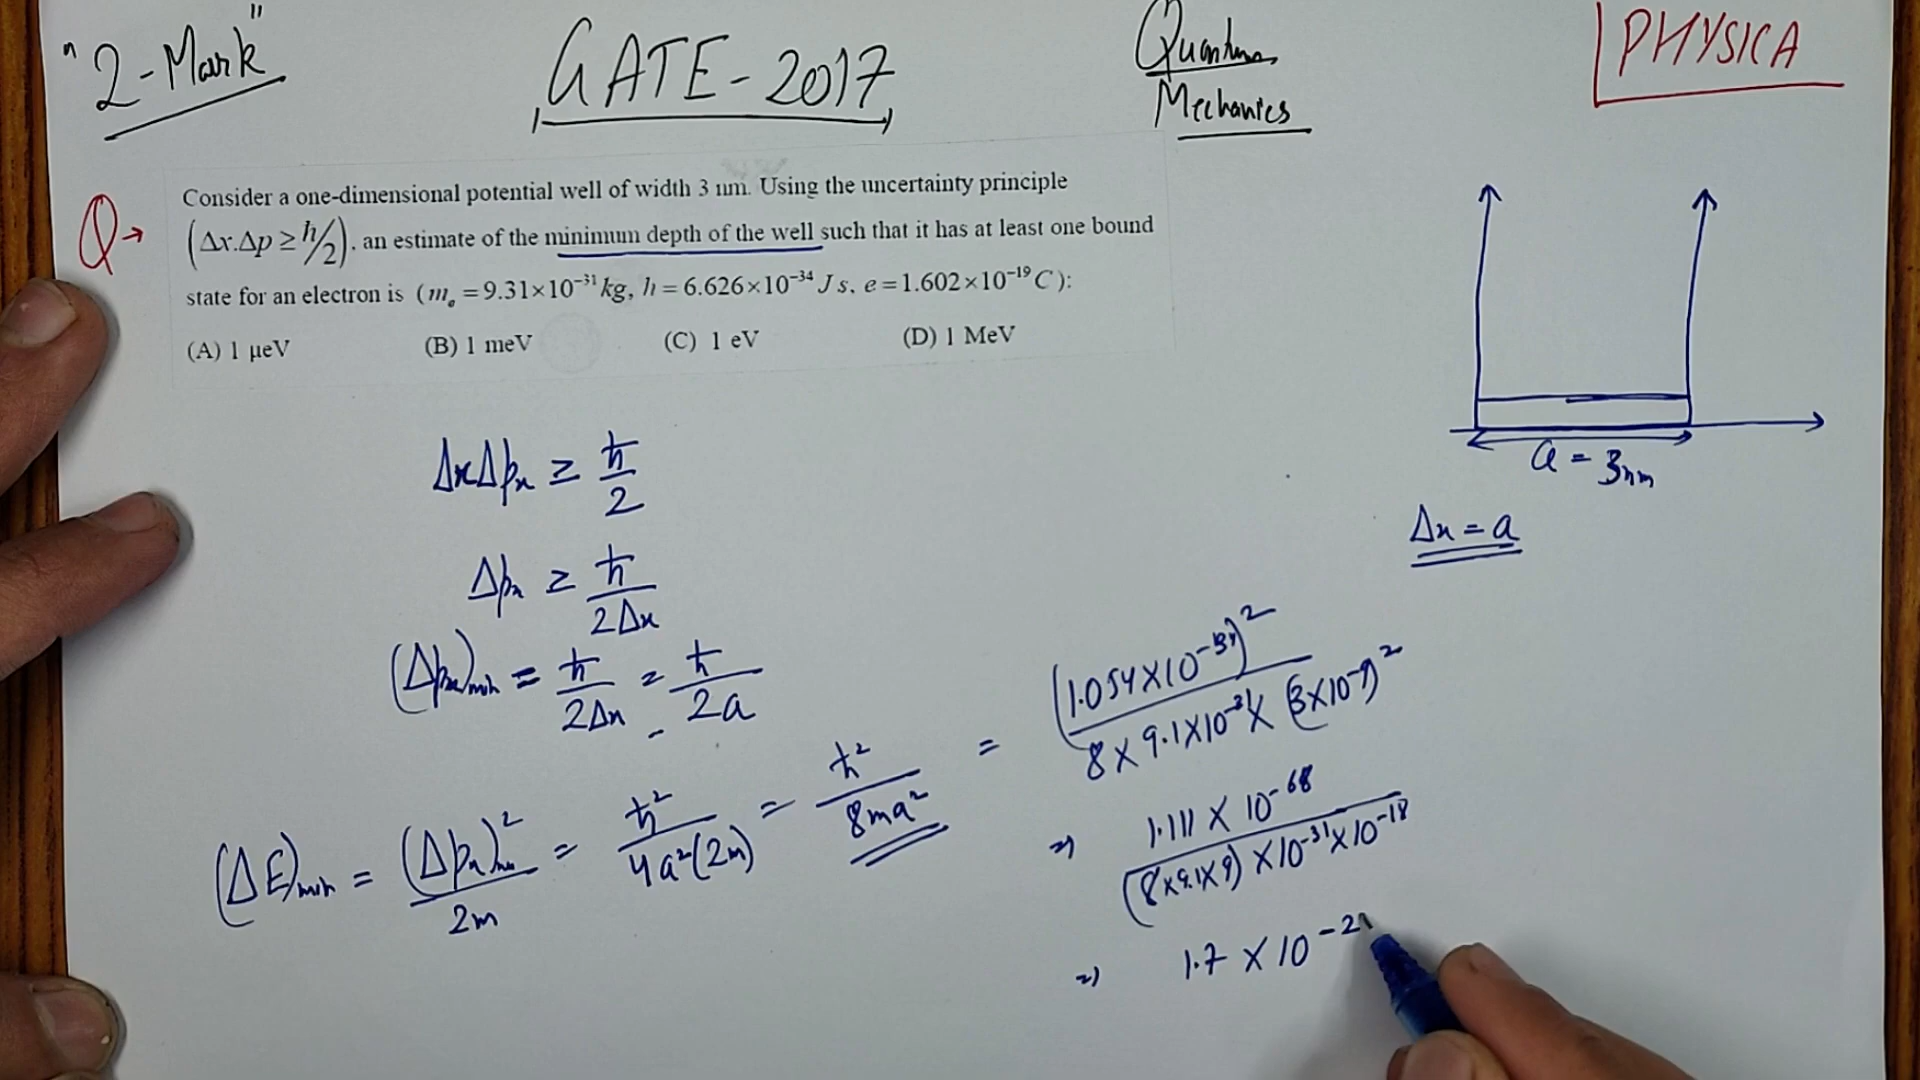 "2-Mark"
GATE-2017
Quantum
Mechanics
PHYSICA
Q→
Consider a one-dimensional potential well of width 3 nm. Using the uncertainty principle
(Δx.Δp ≥ ħ/2), an estimate of the minimum depth of the well such that it has at least one bound
state for an electron is (mₑ = 9.31×10⁻³¹ kg, h = 6.626×10⁻³⁴ J s, e = 1.602×10⁻¹⁹ C):
(A) 1 μeV (B) 1 meV (C) 1 eV (D) 1 MeV
a = 3nm
Δx = a
ΔxΔpₓ ≥ ħ/2
Δpₓ ≥ ħ/2Δx
(Δpₓ)min = ħ/2Δx = ħ/2a
(ΔE)min = (Δpₓ)²min/2m = ħ²/4a²(2m) = ħ²/8ma²
= (1.054×10⁻³⁴)²/8×9.1×10⁻³¹×(3×10⁻⁹)²
⇒ 1.111×10⁻⁶⁸/(8×9.1×9)×10⁻³¹×10⁻¹⁸
⇒ 1.7×10⁻²